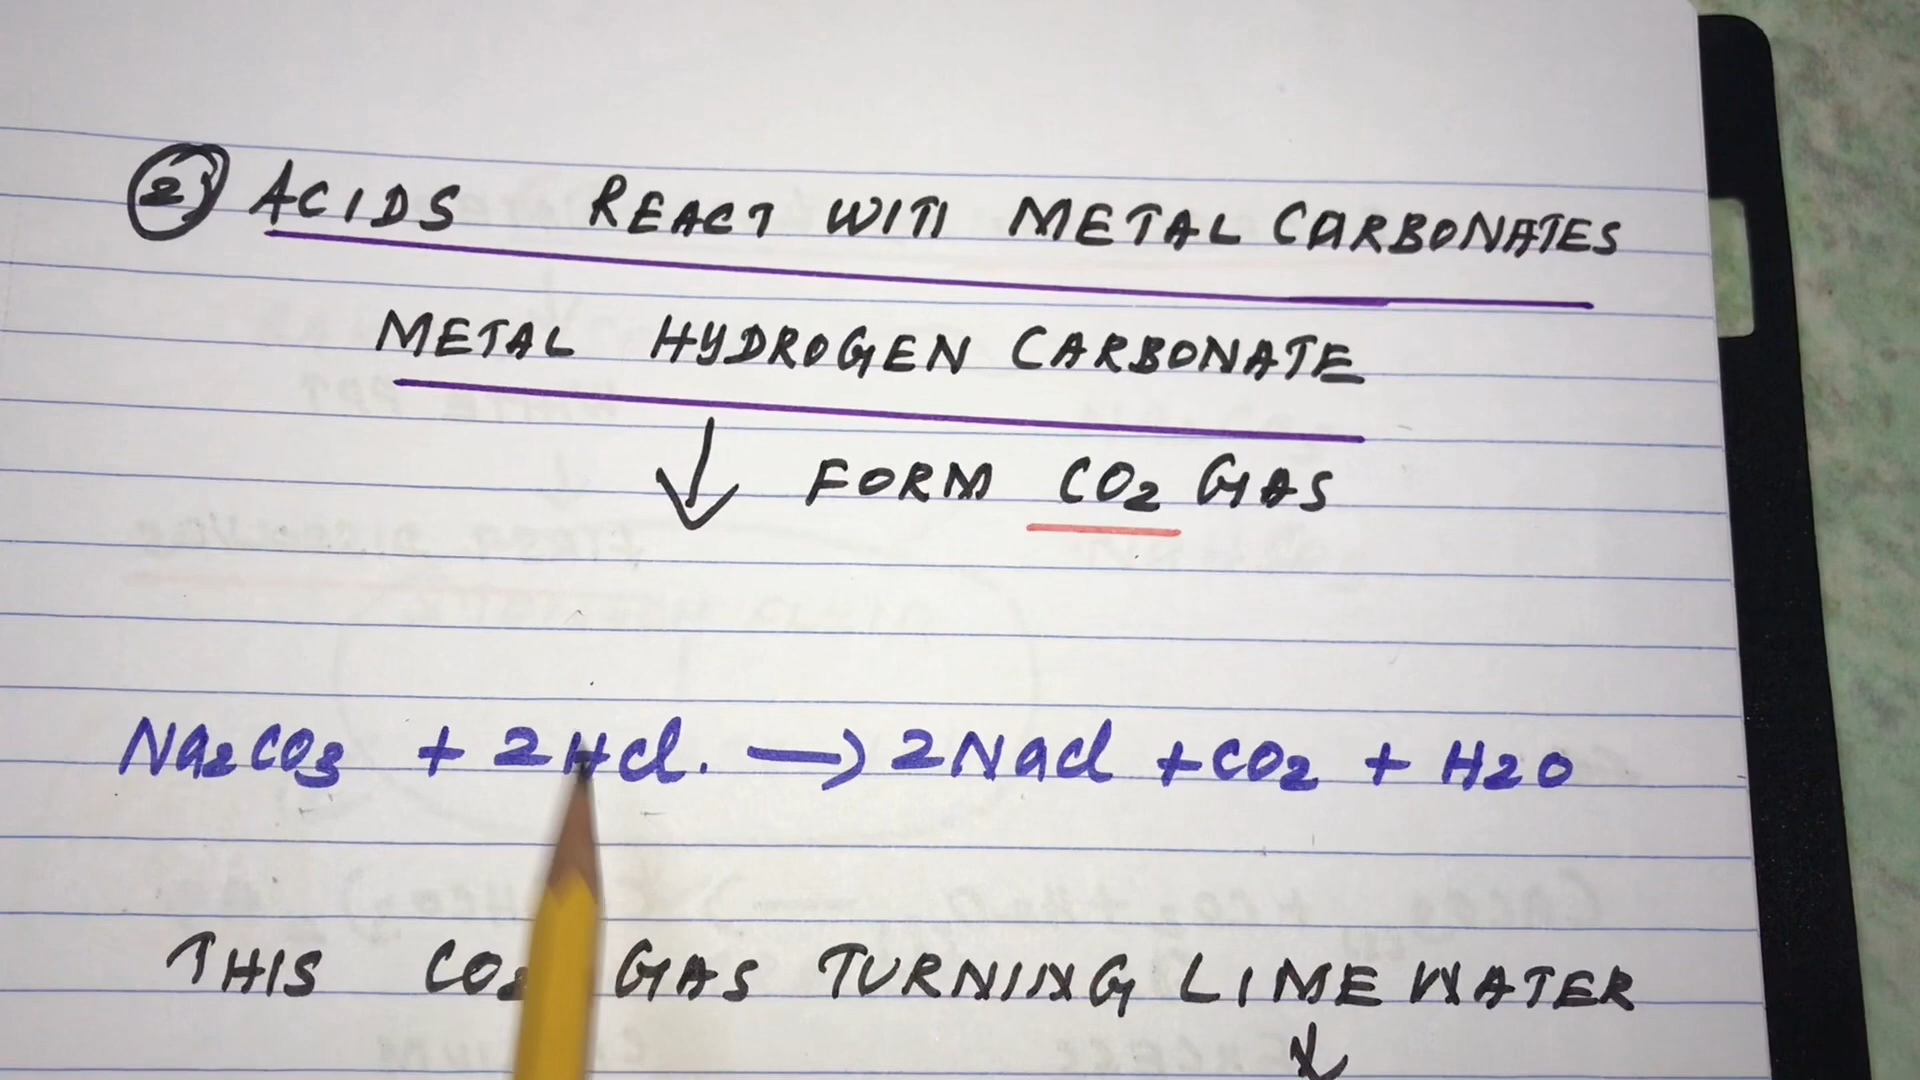 2) ACIDS REACT WITH METAL CARBONATES
METAL HYDROGEN CARBONATE
↓ FORM CO2 GAS
Na2CO3 + 2HCl. → 2NaCl + CO2 + H2O
THIS CO2 GAS TURNING LIME WATER